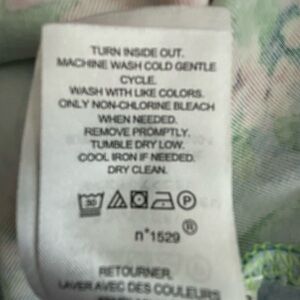 TURN INSIDE OUT.
MACHINE WASH COLD GENTLE
CYCLE.
WASH WITH LIKE COLORS.
ONLY NON-CHLORINE BLEACH
WHEN NEEDED.
REMOVE PROMPTLY.
TUMBLE DRY LOW.
COOL IRON IF NEEDED.
DRY CLEAN.
30 P
n°1529 ®
RETOURNER.
LAVER AVEC DES COULEURS